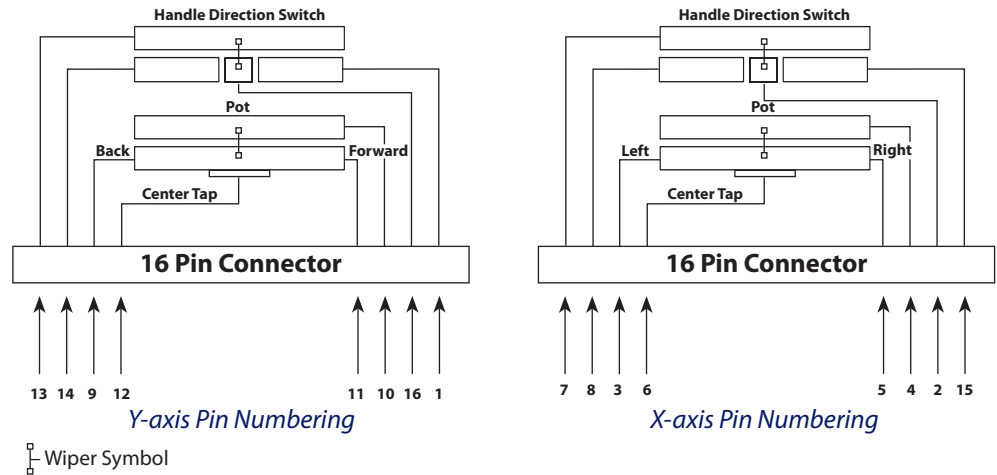 Handle Direction Switch
Pot
Back
Forward
Center Tap
16 Pin Connector
13 14 9 12 11 10 16 1
Y-axis Pin Numbering
Handle Direction Switch
Pot
Left
Right
Center Tap
16 Pin Connector
7 8 3 6 5 4 2 15
X-axis Pin Numbering
Wiper Symbol